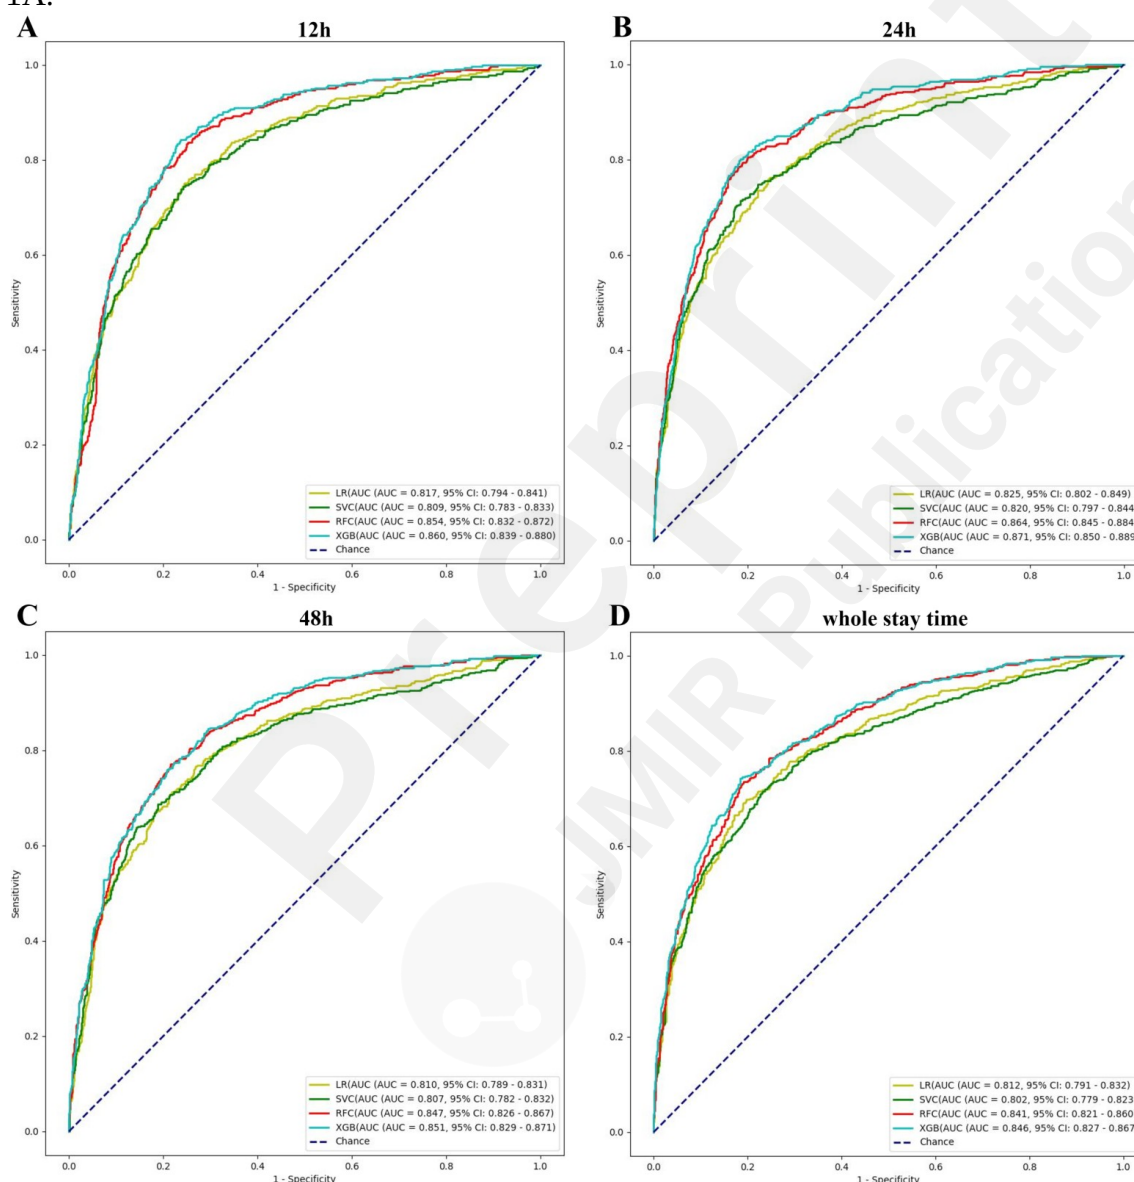 1A.
A 12h
1.0
0.8
0.6
0.4
0.2
0.0
Sensitivity
LR(AUC (AUC = 0.817, 95% CI: 0.794 - 0.841)
SVC(AUC (AUC = 0.809, 95% CI: 0.783 - 0.833)
RFC(AUC (AUC = 0.854, 95% CI: 0.832 - 0.872)
XGB(AUC (AUC = 0.860, 95% CI: 0.839 - 0.880)
Chance
0.0 0.2 0.4 0.6 0.8 1.0
1 - Specificity
B 24h
1.0
0.8
0.6
0.4
0.2
0.0
Sensitivity
LR(AUC (AUC = 0.825, 95% CI: 0.802 - 0.849)
SVC(AUC (AUC = 0.820, 95% CI: 0.797 - 0.844
RFC(AUC (AUC = 0.864, 95% CI: 0.845 - 0.884
XGB(AUC (AUC = 0.871, 95% CI: 0.850 - 0.889
Chance
0.0 0.2 0.4 0.6 0.8 1.0
1 - Specificity
C 48h
1.0
0.8
0.6
0.4
0.2
0.0
Sensitivity
LR(AUC (AUC = 0.810, 95% CI: 0.789 - 0.831)
SVC(AUC (AUC = 0.807, 95% CI: 0.782 - 0.832)
RFC(AUC (AUC = 0.847, 95% CI: 0.826 - 0.867)
XGB(AUC (AUC = 0.851, 95% CI: 0.829 - 0.871)
Chance
0.0 0.2 0.4 0.6 0.8 1.0
1 - Specificity
D whole stay time
1.0
0.8
0.6
0.4
0.2
0.0
Sensitivity
LR(AUC (AUC = 0.812, 95% CI: 0.791 - 0.832)
SVC(AUC (AUC = 0.802, 95% CI: 0.779 - 0.823
RFC(AUC (AUC = 0.841, 95% CI: 0.821 - 0.860
XGB(AUC (AUC = 0.846, 95% CI: 0.827 - 0.867
Chance
0.0 0.2 0.4 0.6 0.8 1.0
1 - Specificity
Preprint
JMIR Publication